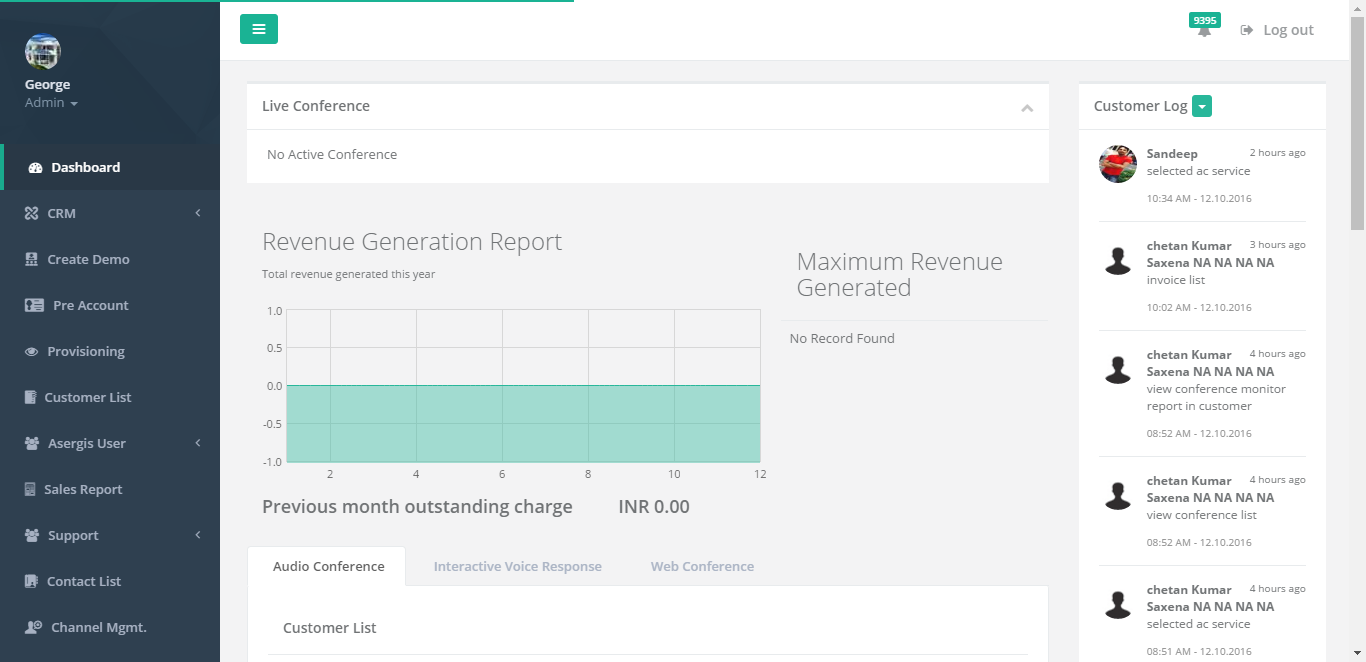 George
Admin
Dashboard
CRM
Create Demo
Pre Account
Provisioning
Customer List
Asergis User
Sales Report
Support
Contact List
Channel Mgmt.
9395
Log out
Live Conference
No Active Conference
Revenue Generation Report
Total revenue generated this year
1.0
0.5
0.0
-0.5
-1.0
2 4 6 8 10 12
Maximum Revenue
Generated
No Record Found
Previous month outstanding charge INR 0.00
Audio Conference Interactive Voice Response Web Conference
Customer List
Customer Log
Sandeep 2 hours ago
selected ac service
10:34 AM - 12.10.2016
chetan Kumar 3 hours ago
Saxena NA NA NA NA
invoice list
10:02 AM - 12.10.2016
chetan Kumar 4 hours ago
Saxena NA NA NA NA
view conference monitor
report in customer
08:52 AM - 12.10.2016
chetan Kumar 4 hours ago
Saxena NA NA NA NA
view conference list
08:52 AM - 12.10.2016
chetan Kumar 4 hours ago
Saxena NA NA NA NA
selected ac service
08:51 AM - 12.10.2016